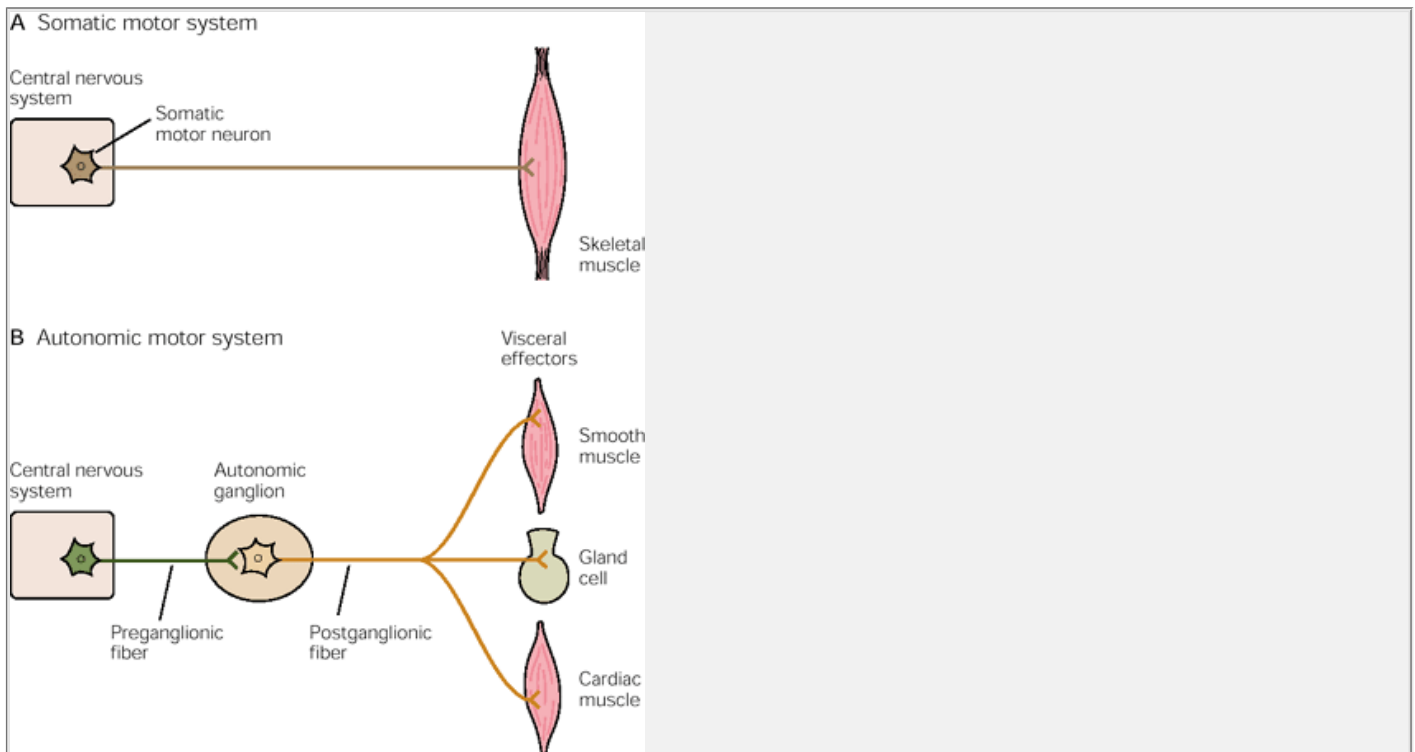 A Somatic motor system
Central nervous
system
Somatic
motor neuron
Skeletal
muscle
B Autonomic motor system
Visceral
effectors
Smooth
muscle
Central nervous
system
Autonomic
ganglion
Gland
cell
Preganglionic
fiber
Postganglionic
fiber
Cardiac
muscle